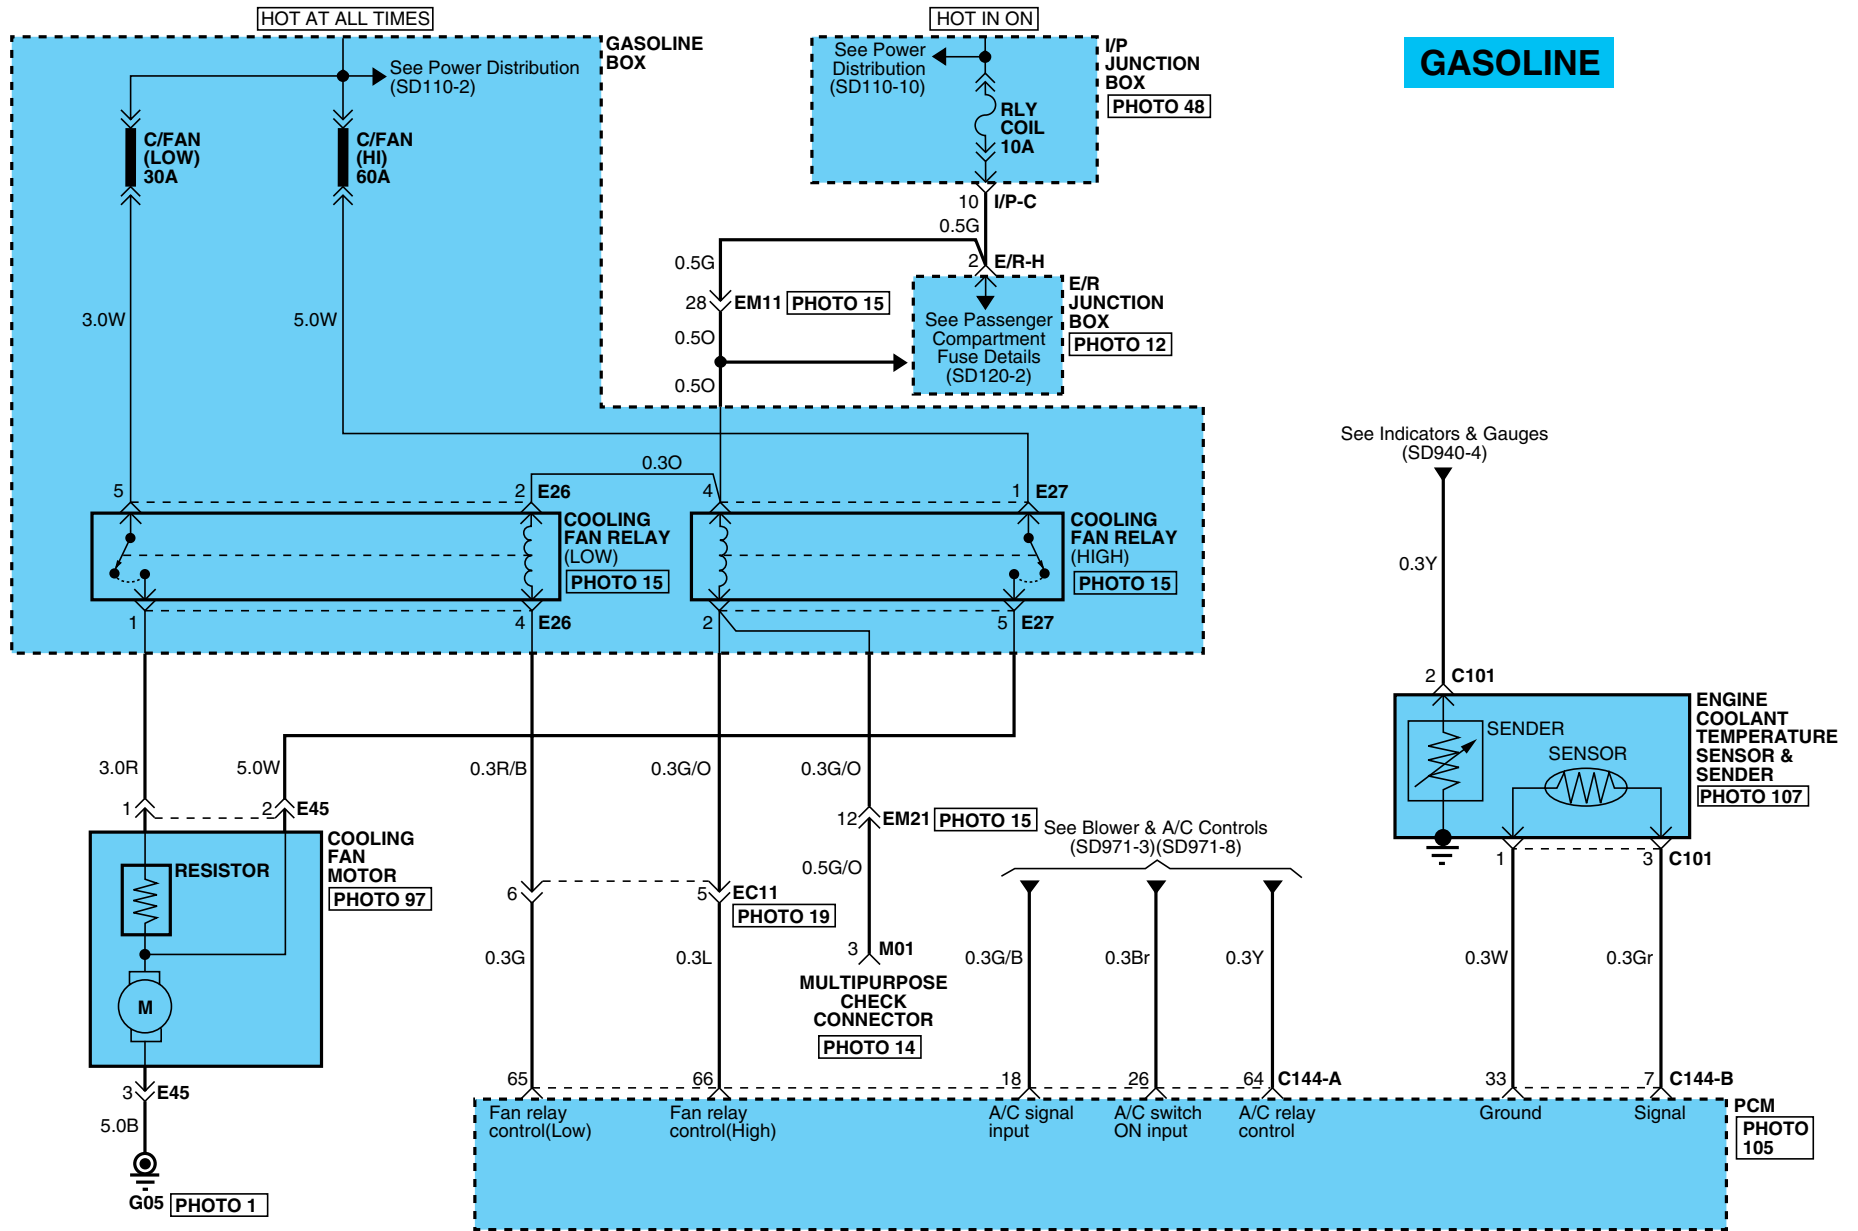 HOT AT ALL TIMES
HOT IN ON
GASOLINE
BOX
See Power Distribution
(SD110-2)
C/FAN
(LOW)
30A
C/FAN
(HI)
60A
See Power
Distribution
(SD110-10)
RLY
COIL
10A
I/P
JUNCTION
BOX
PHOTO 48
GASOLINE
10
I/P-C
0.5G
0.5G
2
E/R-H
28
EM11
PHOTO 15
E/R
JUNCTION
BOX
PHOTO 12
See Passenger
Compartment
Fuse Details
(SD120-2)
3.0W
5.0W
0.5O
0.5O
0.3O
5
2
E26
4
1
E27
COOLING
FAN RELAY
(LOW)
PHOTO 15
COOLING
FAN RELAY
(HIGH)
PHOTO 15
1
4
E26
2
5
E27
See Indicators & Gauges
(SD940-4)
0.3Y
2
C101
ENGINE
COOLANT
TEMPERATURE
SENSOR &
SENDER
PHOTO 107
SENDER
SENSOR
1
3
C101
3.0R
5.0W
0.3R/B
0.3G/O
0.3G/O
1
2
E45
COOLING
FAN
MOTOR
PHOTO 97
RESISTOR
M
12
EM21
PHOTO 15
See Blower & A/C Controls
(SD971-3)(SD971-8)
0.5G/O
6
5
EC11
PHOTO 19
0.3G
0.3L
3
M01
MULTIPURPOSE
CHECK
CONNECTOR
PHOTO 14
0.3G/B
0.3Br
0.3Y
0.3W
0.3Gr
3
E45
5.0B
G05
PHOTO 1
65
66
18
26
64
C144-A
33
7
C144-B
Fan relay
control(Low)
Fan relay
control(High)
A/C signal
input
A/C switch
ON input
A/C relay
control
Ground
Signal
PCM
PHOTO
105